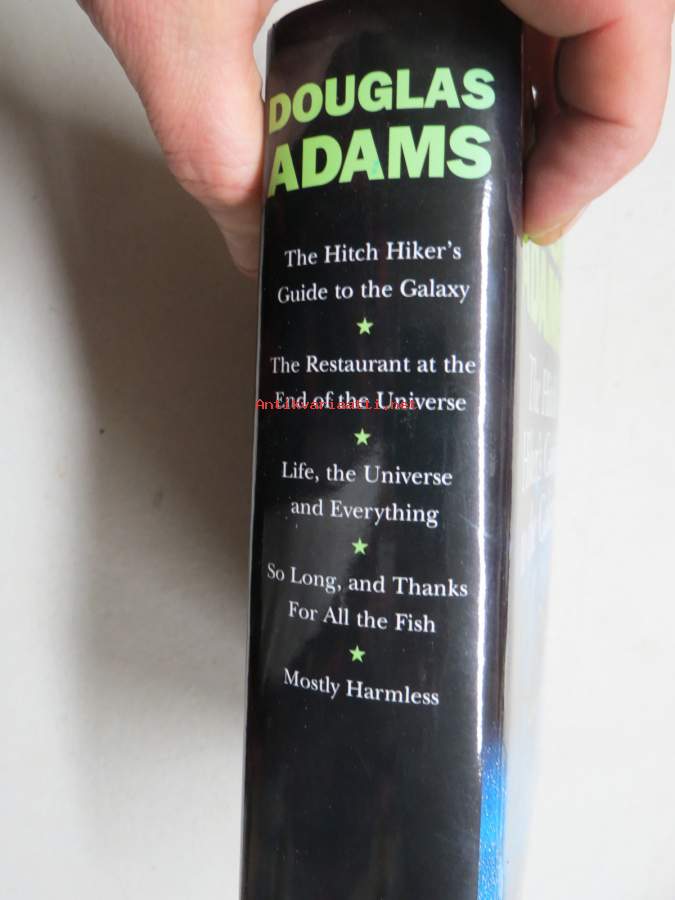 DOUGLAS
ADAMS
The Hitch Hiker's
Guide to the Galaxy
The Restaurant at the
End of the Universe
Antikvariaatti.net
Life, the Universe
and Everything
So Long, and Thanks
For All the Fish
Mostly Harmless